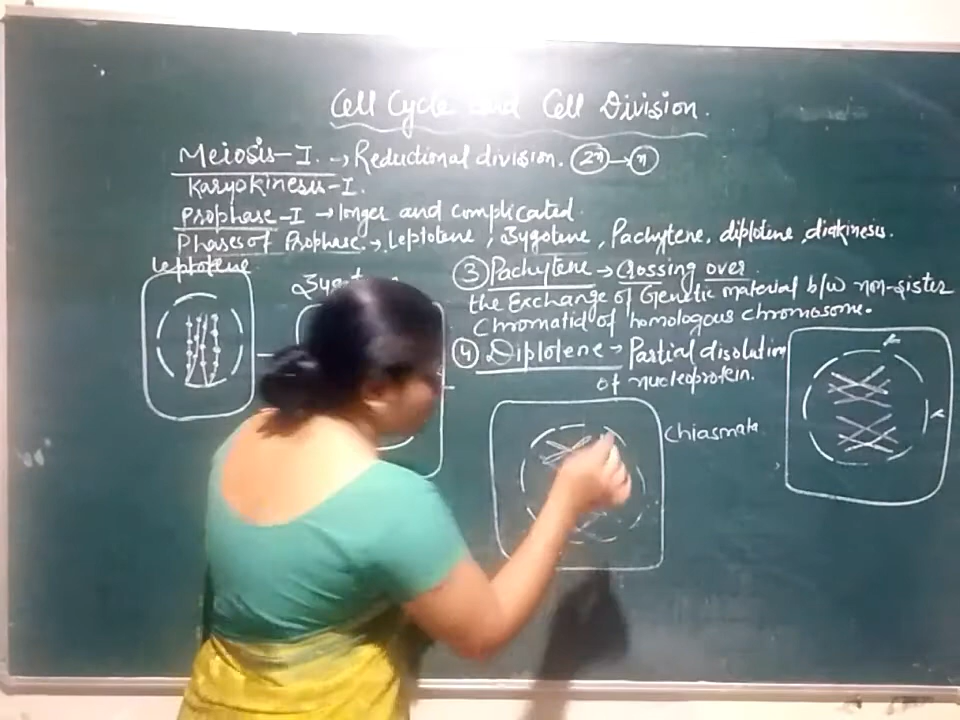 Cell Cycle and Cell Division.
Meiosis-I. → Reductional division. 2n → n
Karyokinesis-I.
Prophase-I → longer and complicated.
Phases of Prophase. → Leptotene, Zygotene, Pachytene, diplotene, diakinesis.
Leptotene
③ Pachytene → Crossing over.
the Exchange of Genetic material b/w non-sister
Chromatid of homologous chromosome.
④ Diplotene → Partial disolution
of nucleoprotein.
Chiasmata